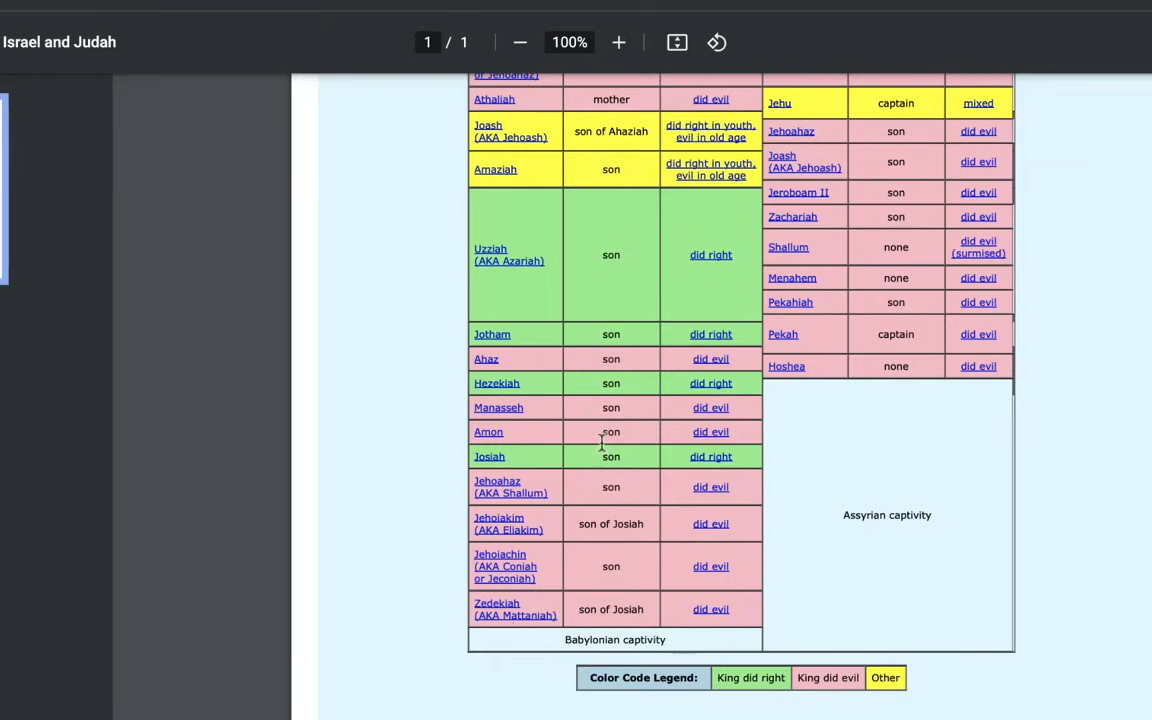 Israel and Judah
1 / 1
100%
or Jehoahaz)
Athaliah mother did evil
Joash
(AKA Jehoash)
son of Ahaziah
did right in youth,
evil in old age
Amaziah
son
did right in youth,
evil in old age
Uzziah
(AKA Azariah)
son
did right
Jotham son did right
Ahaz son did evil
Hezekiah son did right
Manasseh son did evil
Amon son did evil
Josiah son did right
Jehoahaz
(AKA Shallum)
son
did evil
Jehoiakim
(AKA Eliakim)
son of Josiah
did evil
Jehoiachin
(AKA Coniah
or Jeconiah)
son
did evil
Zedekiah
(AKA Mattaniah)
son of Josiah
did evil
Babylonian captivity
Jehu captain mixed
Jehoahaz son did evil
Joash
(AKA Jehoash)
son
did evil
Jeroboam II son did evil
Zachariah son did evil
Shallum
none
did evil
(surmised)
Menahem none did evil
Pekahiah son did evil
Pekah captain did evil
Hoshea none did evil
Assyrian captivity
Color Code Legend: King did right King did evil Other